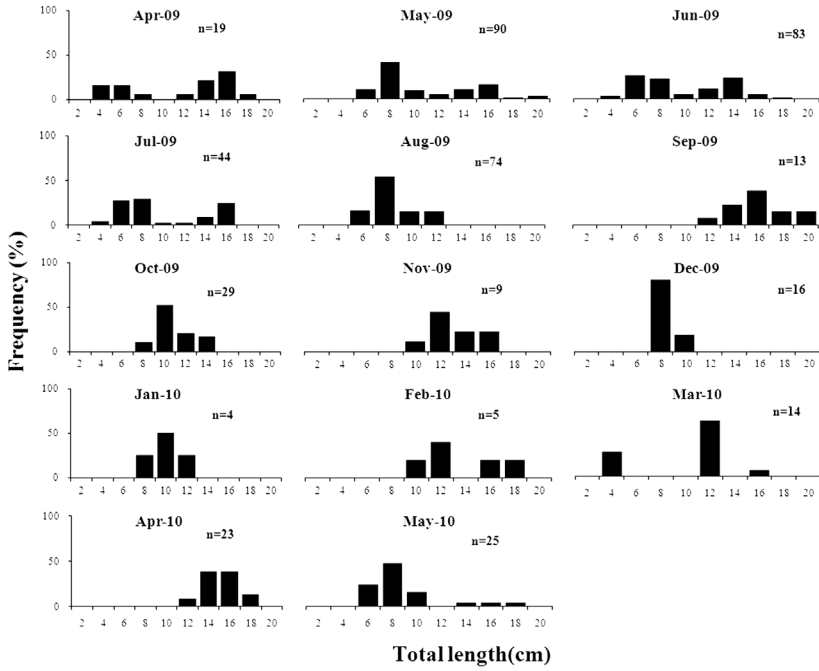 Apr-09 May-09 Jun-09
n=19 n=90 n=83
100
50
0
2 4 6 8 10 12 14 16 18 20 2 4 6 8 10 12 14 16 18 20 2 4 6 8 10 12 14 16 18 20
Jul-09 Aug-09 Sep-09
n=44 n=74 n=13
100
50
0
2 4 6 8 10 12 14 16 18 20 2 4 6 8 10 12 14 16 18 20 2 4 6 8 10 12 14 16 18 20
Frequency (%)
Oct-09 Nov-09 Dec-09
n=29 n=9 n=16
100
50
0
2 4 6 8 10 12 14 16 18 20 2 4 6 8 10 12 14 16 18 20 2 4 6 8 10 12 14 16 18 20
Jan-10 Feb-10 Mar-10
n=4 n=5 n=14
100
50
0
2 4 6 8 10 12 14 16 18 20 2 4 6 8 10 12 14 16 18 20 2 4 6 8 10 12 14 16 18 20
Apr-10 May-10
n=23 n=25
100
50
0
2 4 6 8 10 12 14 16 18 20 2 4 6 8 10 12 14 16 18 20
Total length(cm)